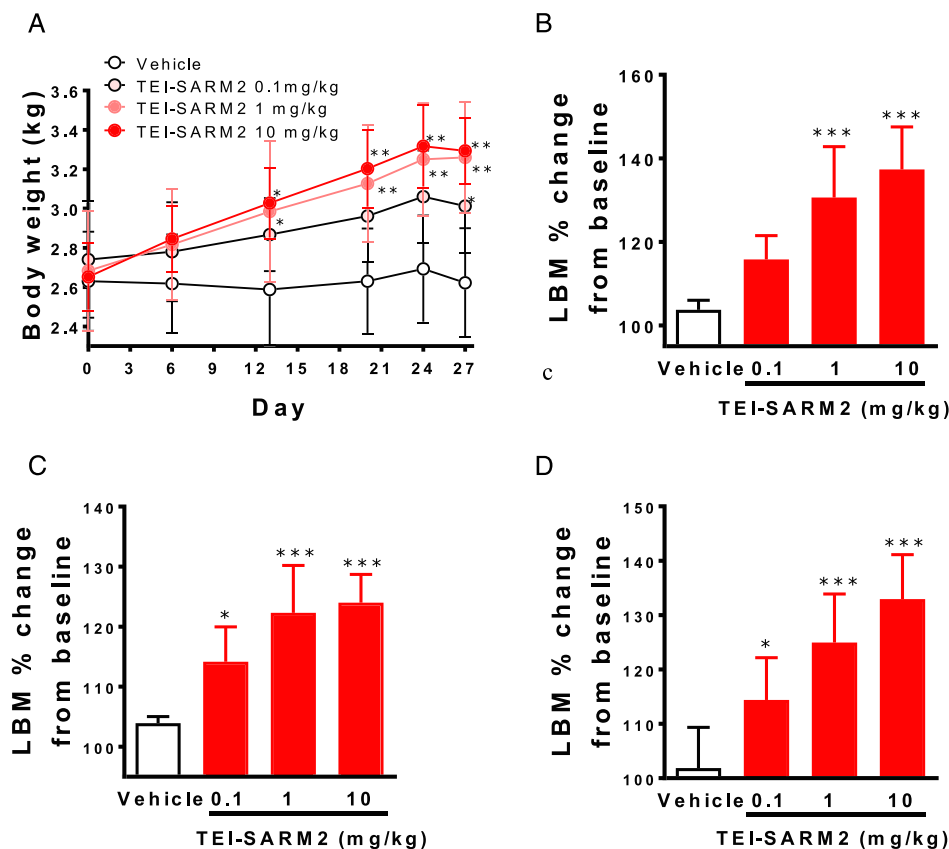 A
Vehicle
TEI-SARM2 0.1mg/kg
TEI-SARM2 1 mg/kg
TEI-SARM2 10 mg/kg
Body weight (kg)
3.6
3.4
3.2
3.0
2.8
2.6
2.4
* ** ** **
* ** ** **
*
0 3 6 9 12 15 18 21 24 27
Day
B
LBM % change
from baseline
160
140
120
100
*** ***
Vehicle 0.1 1 10
TEI-SARM2 (mg/kg)
c
C
LBM % change
from baseline
140
130
120
110
100
* *** ***
Vehicle 0.1 1 10
TEI-SARM2 (mg/kg)
D
LBM % change
from baseline
150
140
130
120
110
100
* *** ***
Vehicle 0.1 1 10
TEI-SARM2 (mg/kg)